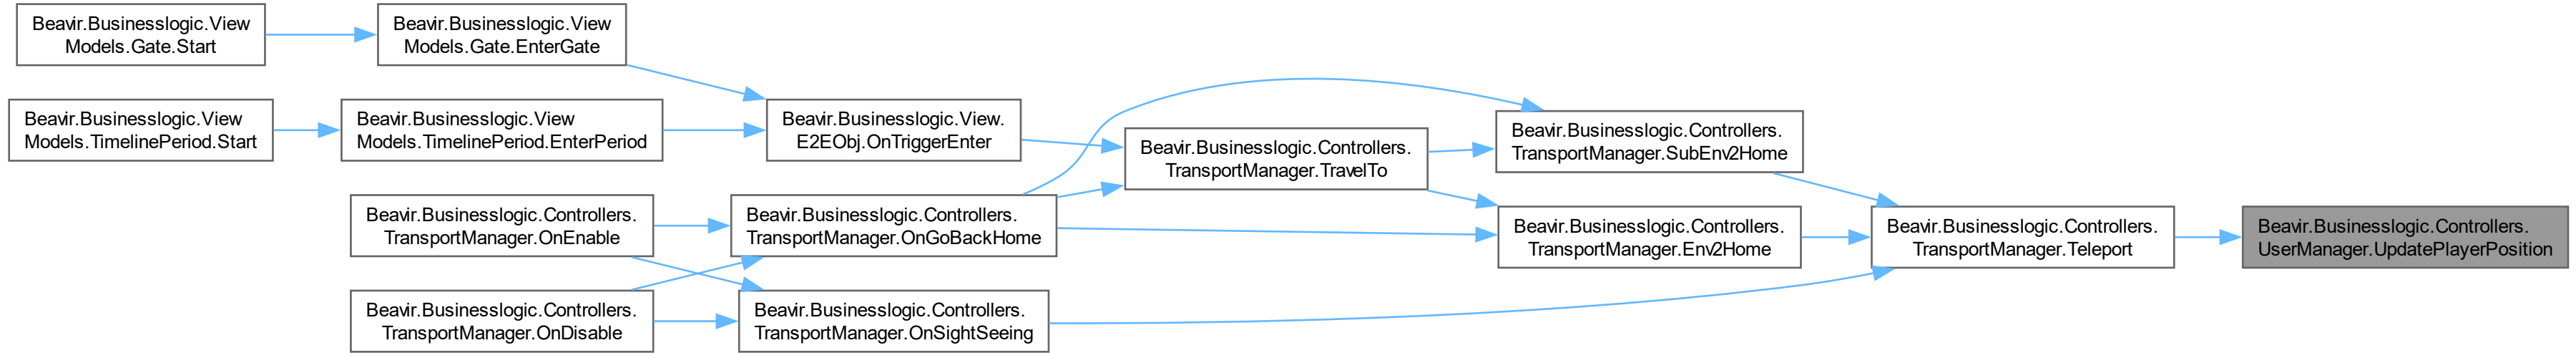 Beavir.Businesslogic.View
Models.Gate.Start
Beavir.Businesslogic.View
Models.Gate.EnterGate
Beavir.Businesslogic.View
Models.TimelinePeriod.Start
Beavir.Businesslogic.View
Models.TimelinePeriod.EnterPeriod
Beavir.Businesslogic.View.
E2EObj.OnTriggerEnter
Beavir.Businesslogic.Controllers.
TransportManager.TravelTo
Beavir.Businesslogic.Controllers.
TransportManager.SubEnv2Home
Beavir.Businesslogic.Controllers.
TransportManager.OnEnable
Beavir.Businesslogic.Controllers.
TransportManager.OnGoBackHome
Beavir.Businesslogic.Controllers.
TransportManager.Env2Home
Beavir.Businesslogic.Controllers.
TransportManager.Teleport
Beavir.Businesslogic.Controllers.
UserManager.UpdatePlayerPosition
Beavir.Businesslogic.Controllers.
TransportManager.OnDisable
Beavir.Businesslogic.Controllers.
TransportManager.OnSightSeeing